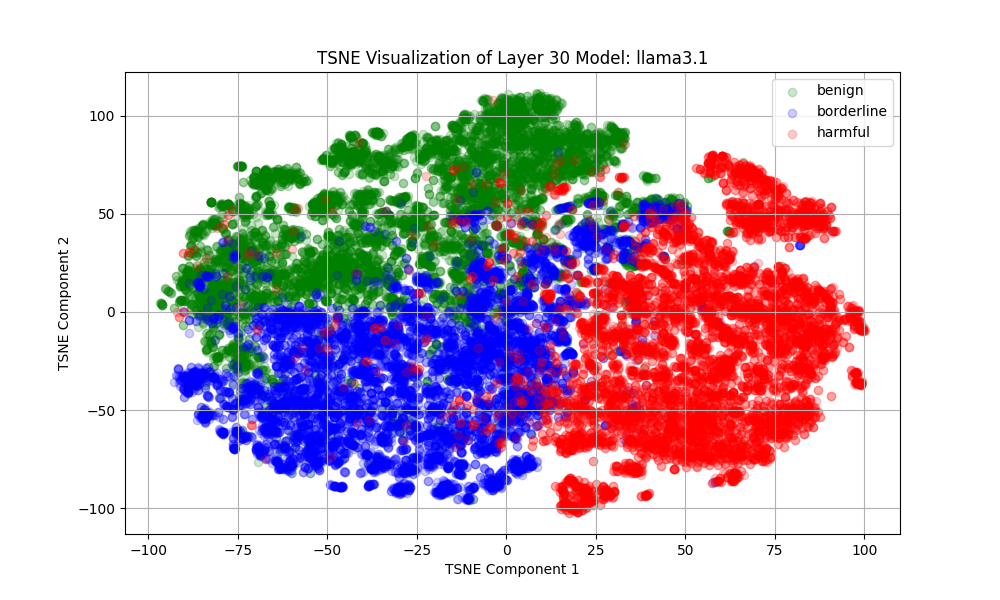 TSNE Visualization of Layer 30 Model: llama3.1
benign
borderline
harmful
TSNE Component 2
100
50
0
−50
−100
−100 −75 −50 −25 0 25 50 75 100
TSNE Component 1